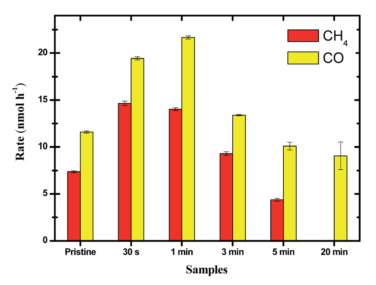 CH₄
CO
Rate (nmol h⁻¹)
20
15
10
5
0
Pristine
30 s
1 min
3 min
5 min
20 min
Samples